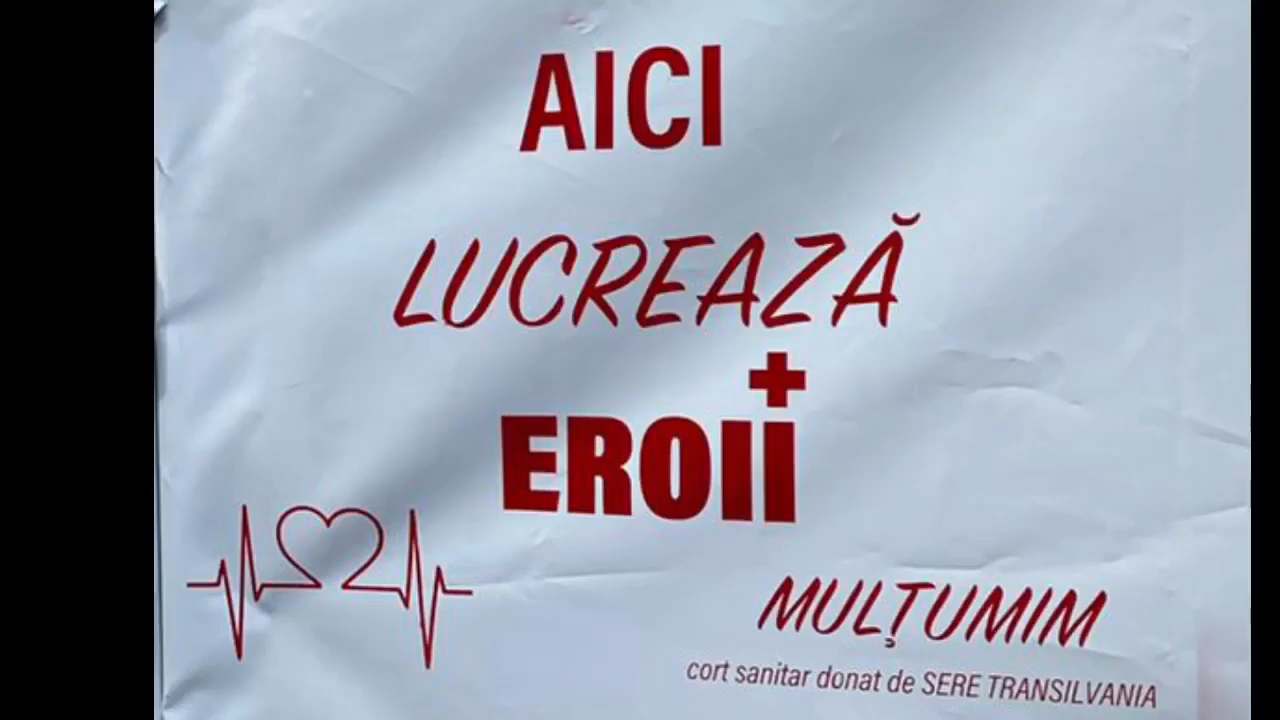 AICI
LUCREAZĂ
EROII
MULȚUMIM
cort sanitar donat de SERE TRANSILVANIA